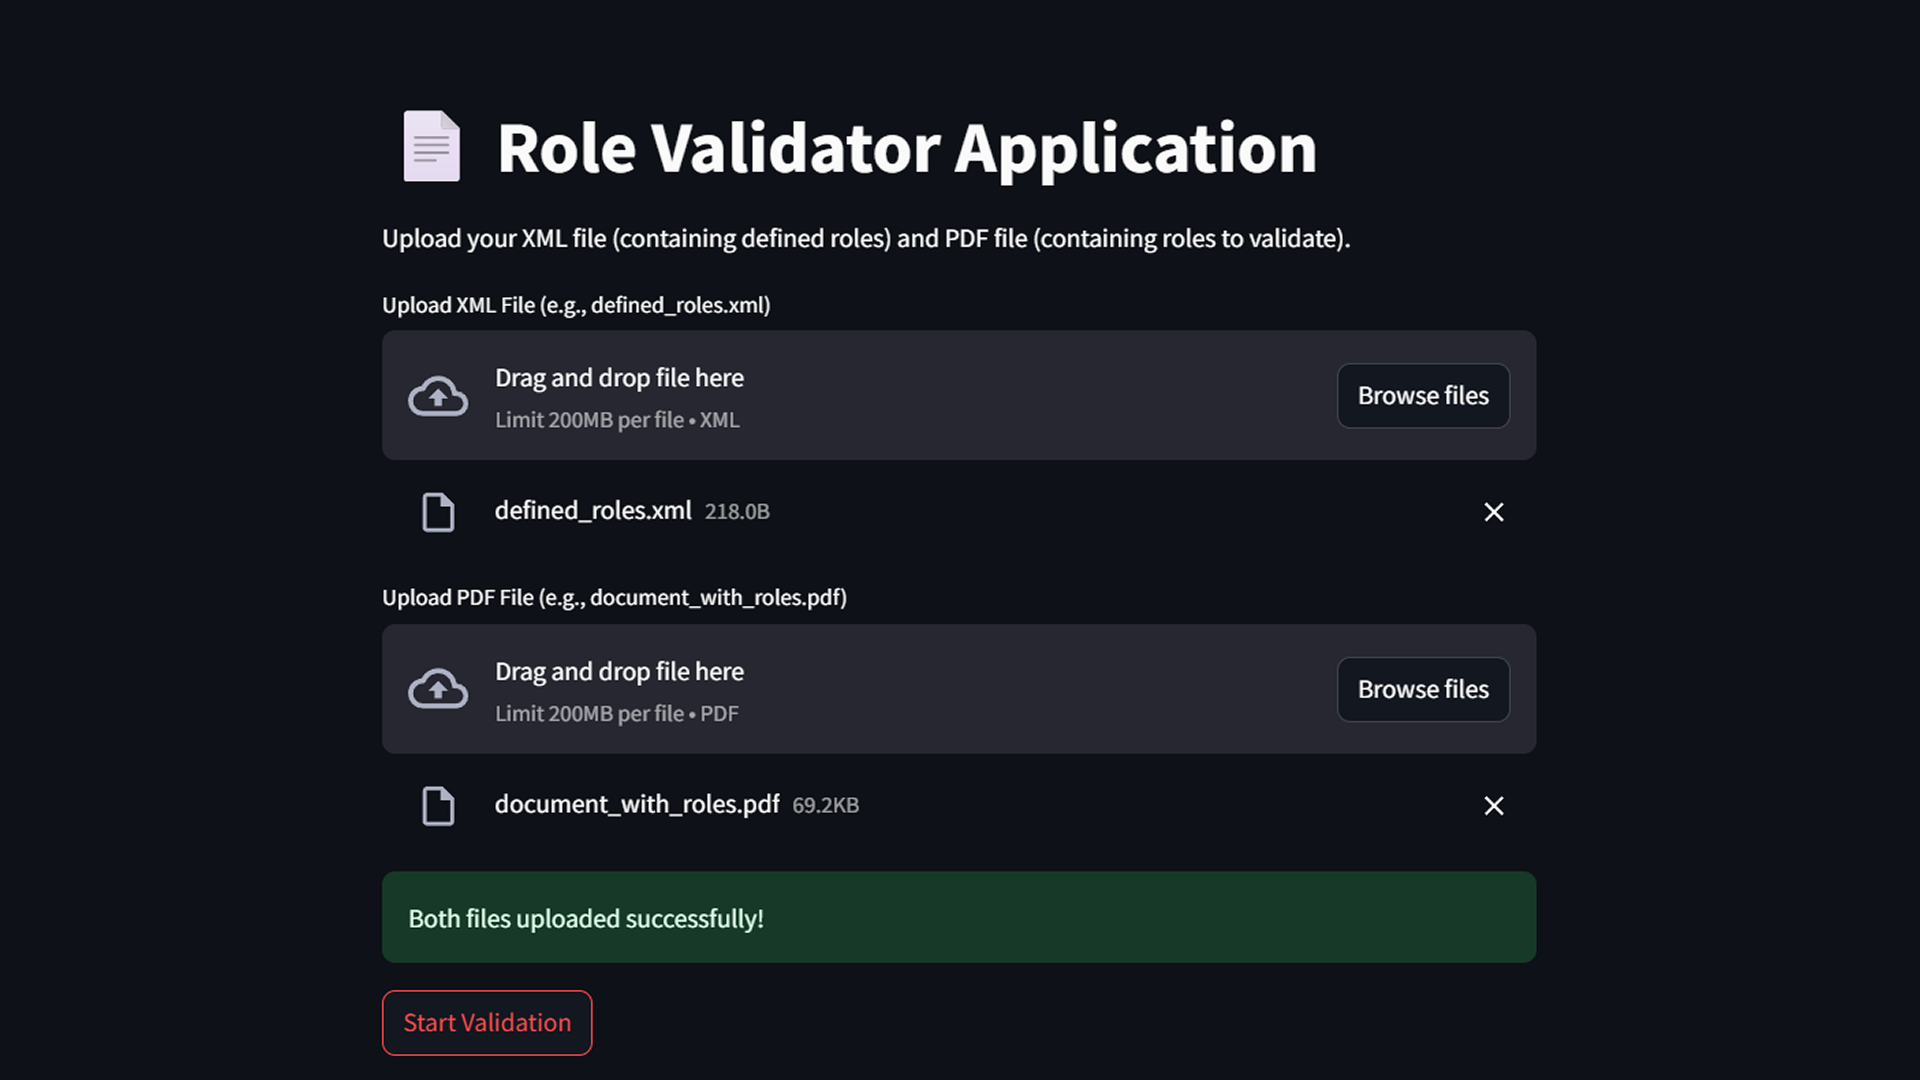 Role Validator Application
Upload your XML file (containing defined roles) and PDF file (containing roles to validate).
Upload XML File (e.g., defined_roles.xml)
Drag and drop file here
Limit 200MB per file • XML
Browse files
defined_roles.xml 218.0B
Upload PDF File (e.g., document_with_roles.pdf)
Drag and drop file here
Limit 200MB per file • PDF
Browse files
document_with_roles.pdf 69.2KB
Both files uploaded successfully!
Start Validation